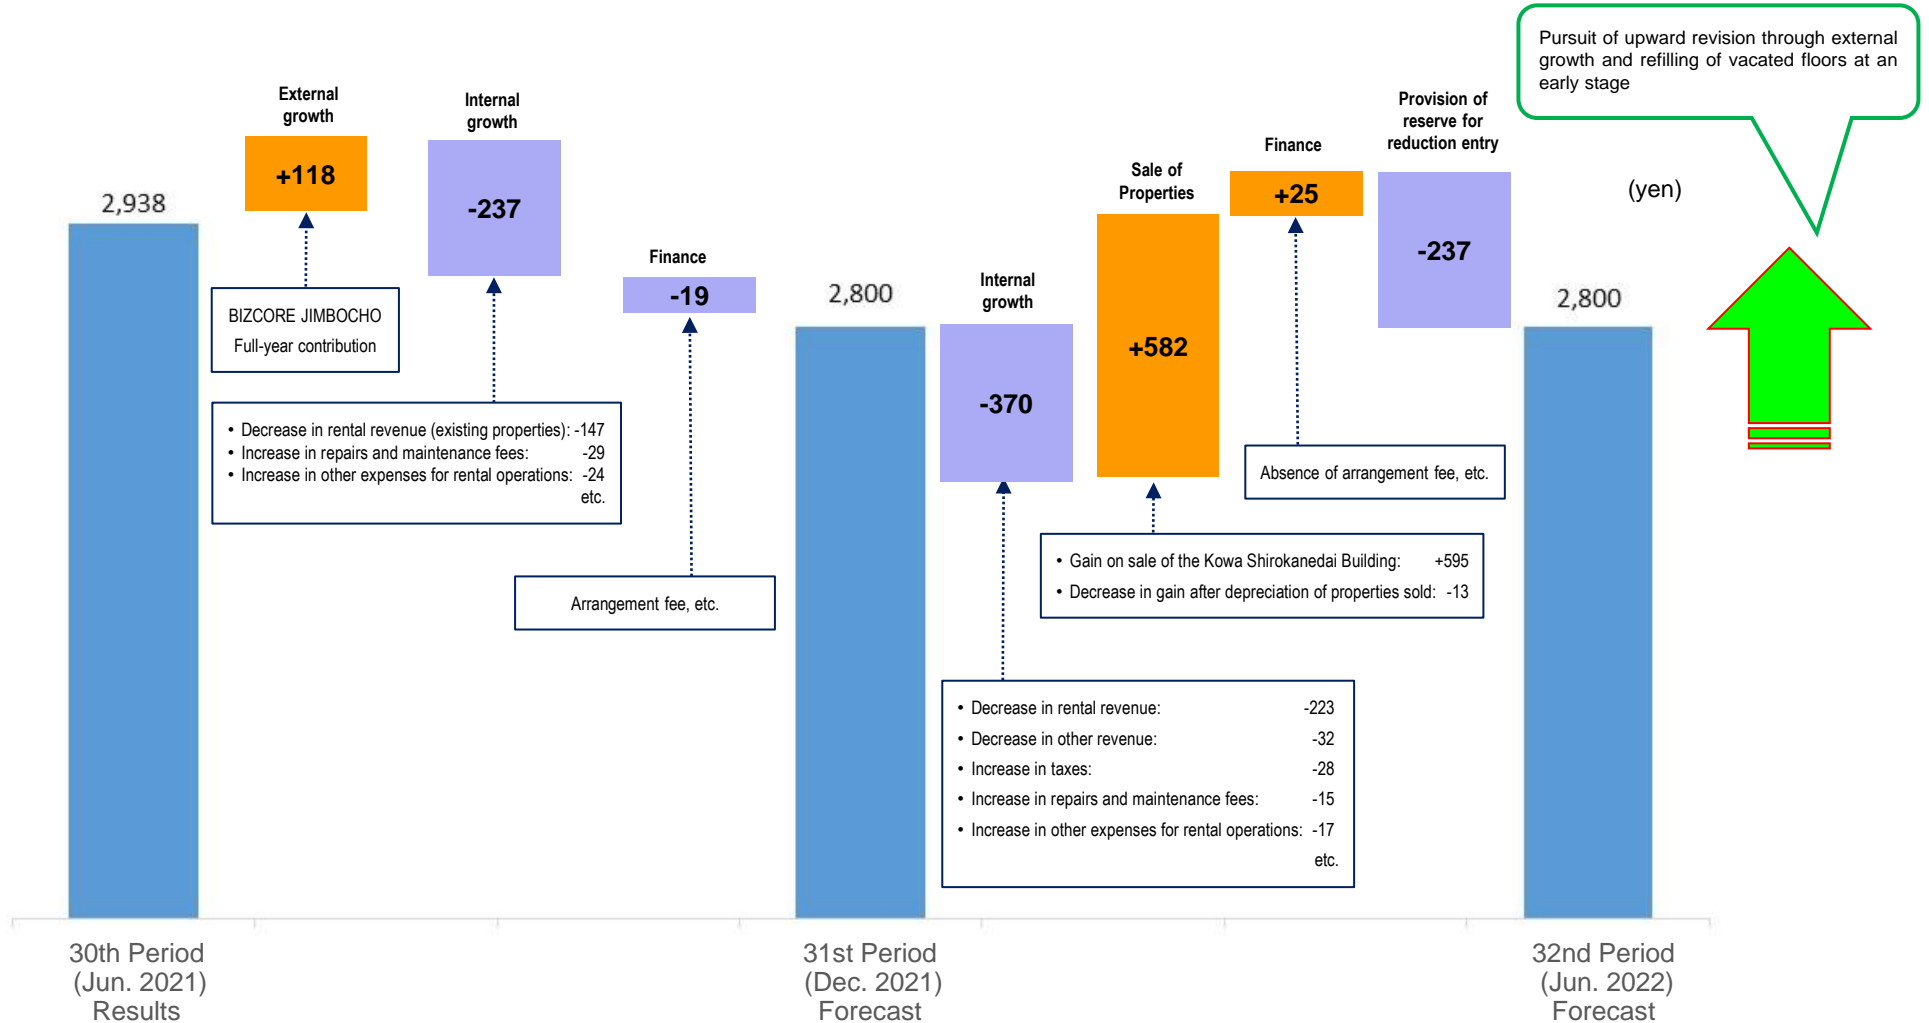 Pursuit of upward revision through external
growth and refilling of vacated floors at an
early stage
(yen)
2,938
External
growth
+118
BIZCORE JIMBOCHO
Full-year contribution
Internal
growth
-237
• Decrease in rental revenue (existing properties): -147
• Increase in repairs and maintenance fees: -29
• Increase in other expenses for rental operations: -24
etc.
Finance
-19
Arrangement fee, etc.
2,800
Internal
growth
-370
• Decrease in rental revenue: -223
• Decrease in other revenue: -32
• Increase in taxes: -28
• Increase in repairs and maintenance fees: -15
• Increase in other expenses for rental operations: -17
etc.
Sale of
Properties
+582
• Gain on sale of the Kowa Shirokanedai Building: +595
• Decrease in gain after depreciation of properties sold: -13
Finance
+25
Absence of arrangement fee, etc.
Provision of
reserve for
reduction entry
-237
2,800
30th Period
(Jun. 2021)
Results
31st Period
(Dec. 2021)
Forecast
32nd Period
(Jun. 2022)
Forecast